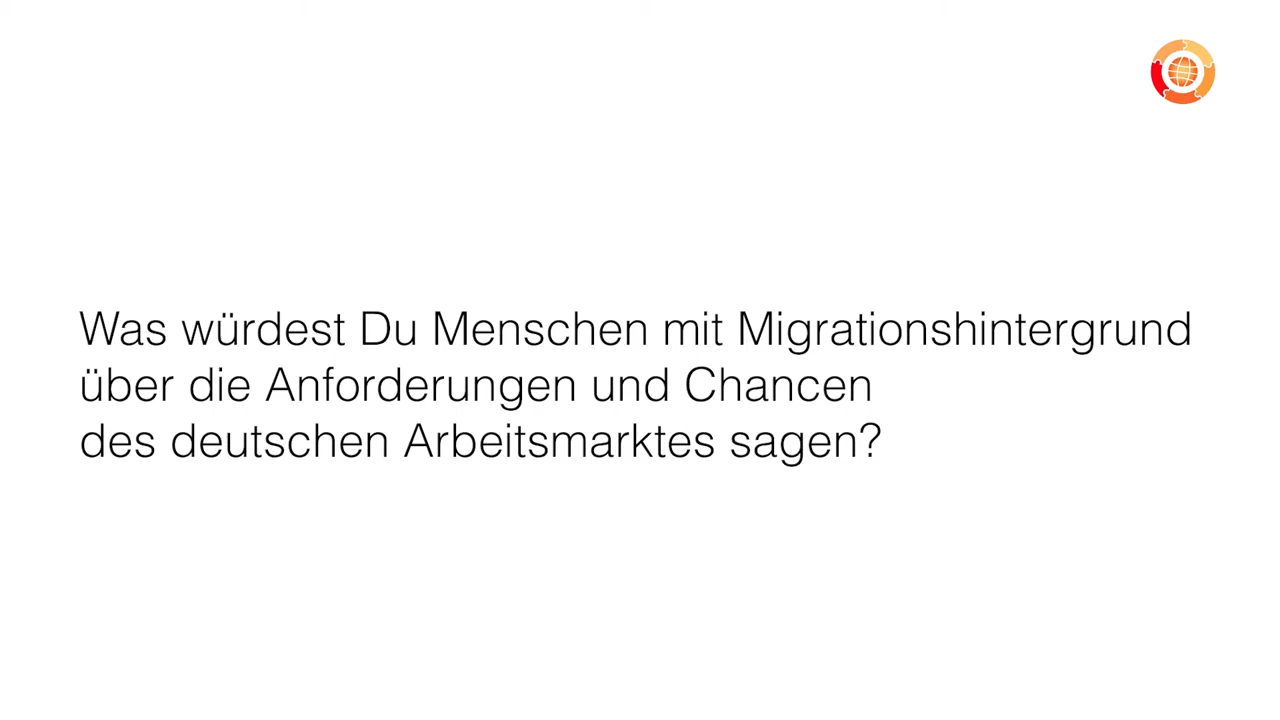 Was würdest Du Menschen mit Migrationshintergrund
über die Anforderungen und Chancen
des deutschen Arbeitsmarktes sagen?